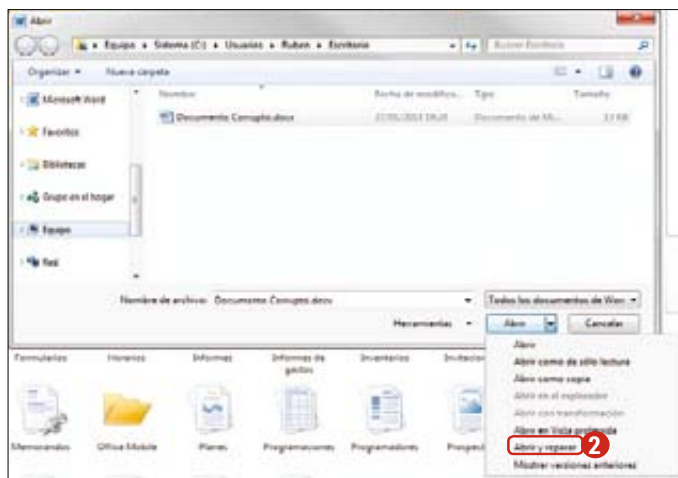 Abrir
Equipo ▸ Sistema (C:) ▸ Usuarios ▸ Ruben ▸ Escritorio
Buscar Escritorio
Organizar
Nueva carpeta
Nombre
Fecha de modifica...
Tipo
Tamaño
Microsoft Word
Documento Corrupto.docx
Documento de Mi...
Favoritos
Bibliotecas
Grupo en el hogar
Equipo
Red
Nombre de archivo: Documento Corrupto.docx
Todos los documentos de Wor
Herramientas
Abrir
Cancelar
Formularios
Horarios
Informes
Informes de gastos
Inventarios
Abrir
Abrir como de sólo lectura
Abrir como copia
Abrir en el explorador
Abrir con transformación
Abrir en Vista protegida
Abrir y reparar
2
Mostrar versiones anteriores
Memorandos
Office Mobile
Planes
Programaciones
Programadores